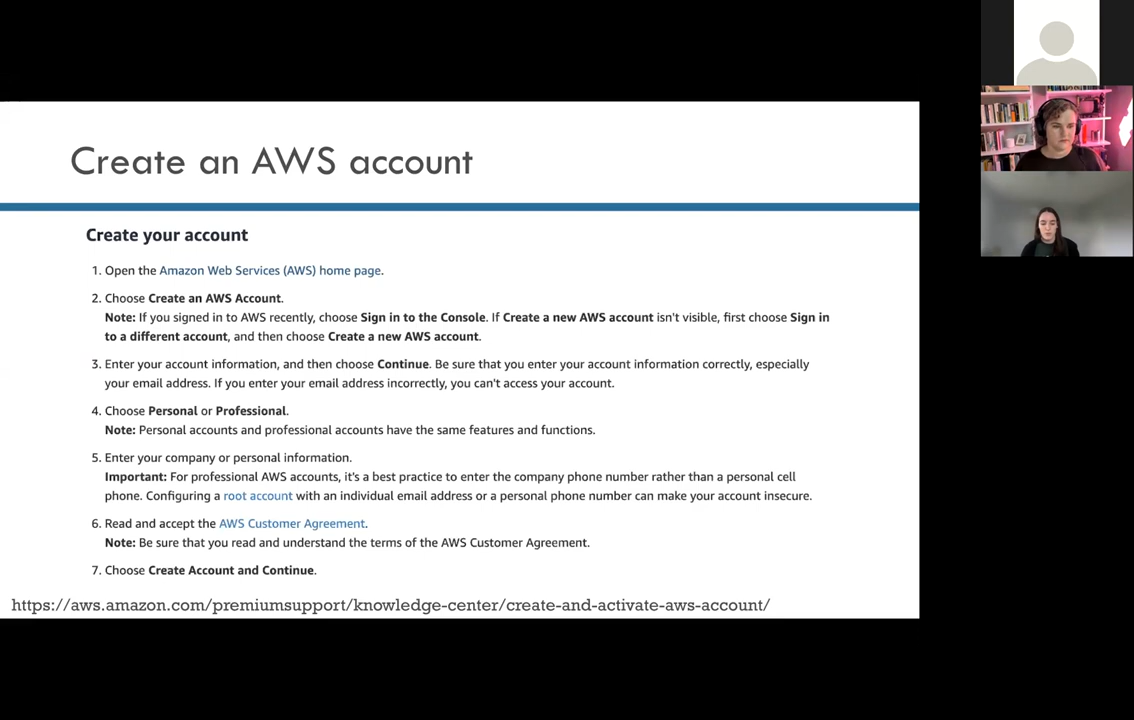 Create an AWS account
Create your account
1. Open the Amazon Web Services (AWS) home page.
2. Choose Create an AWS Account.
Note: If you signed in to AWS recently, choose Sign in to the Console. If Create a new AWS account isn't visible, first choose Sign in
to a different account, and then choose Create a new AWS account.
3. Enter your account information, and then choose Continue. Be sure that you enter your account information correctly, especially
your email address. If you enter your email address incorrectly, you can't access your account.
4. Choose Personal or Professional.
Note: Personal accounts and professional accounts have the same features and functions.
5. Enter your company or personal information.
Important: For professional AWS accounts, it's a best practice to enter the company phone number rather than a personal cell
phone. Configuring a root account with an individual email address or a personal phone number can make your account insecure.
6. Read and accept the AWS Customer Agreement.
Note: Be sure that you read and understand the terms of the AWS Customer Agreement.
7. Choose Create Account and Continue.
https://aws.amazon.com/premiumsupport/knowledge-center/create-and-activate-aws-account/